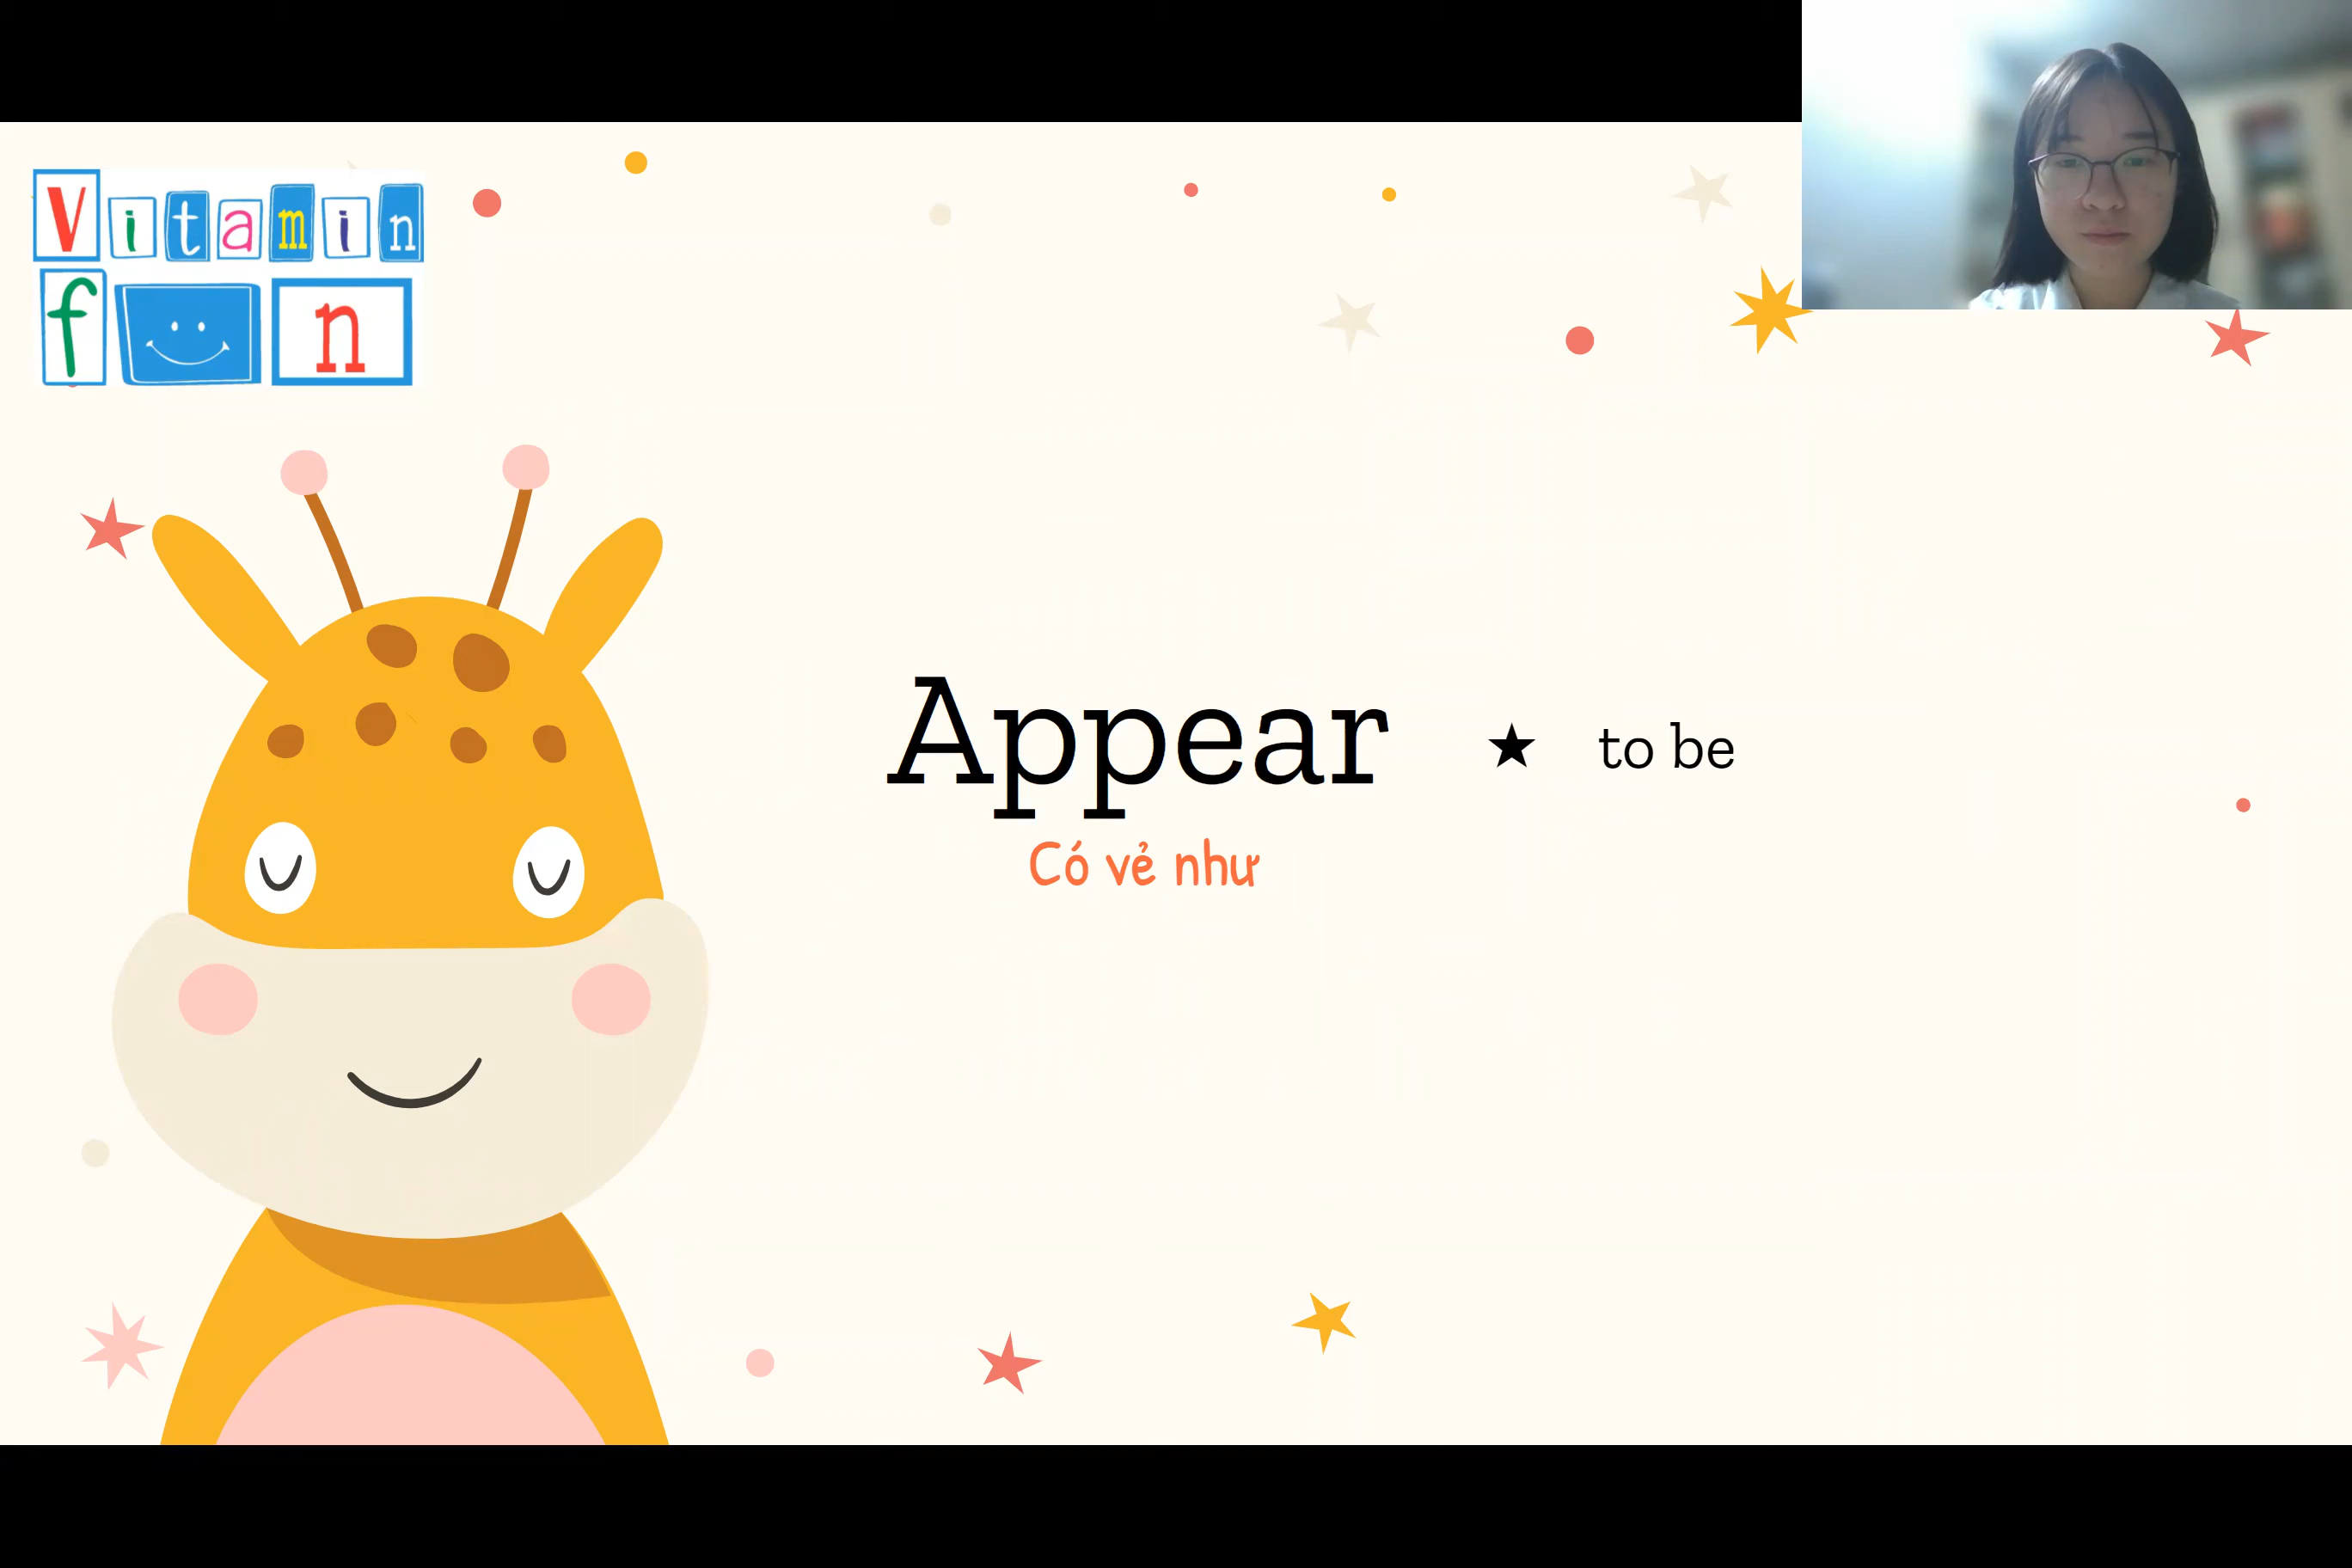 Vitamin
fun
Appear
★ to be
Có vẻ như